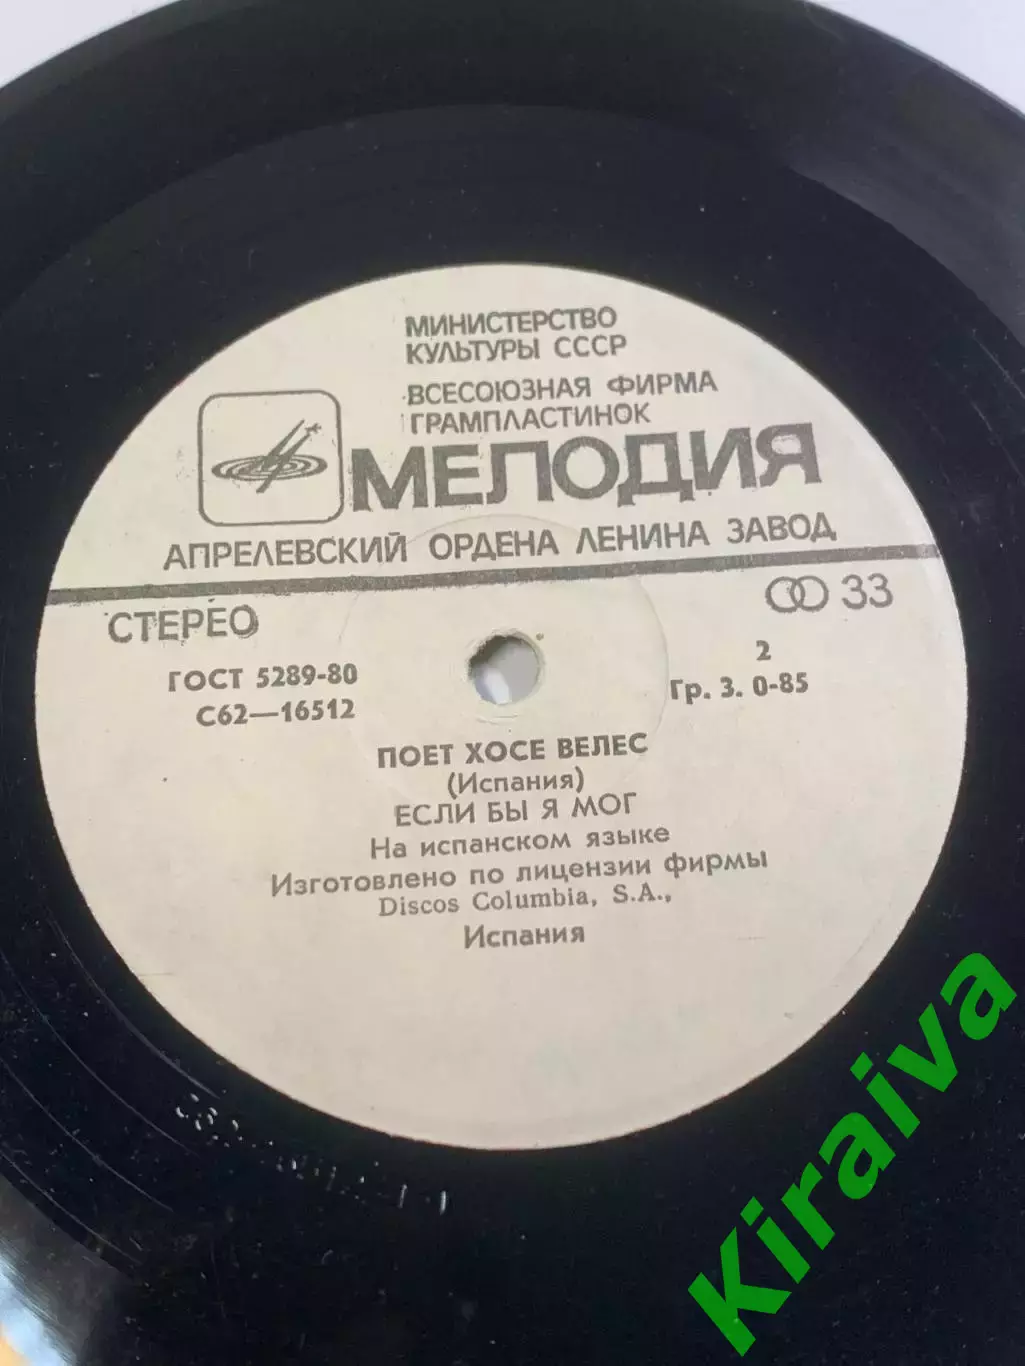 МИНИСТЕРСТВО
КУЛЬТУРЫ СССР
ВСЕСОЮЗНАЯ ФИРМА
ГРАМПЛАСТИНОК
МЕЛОДИЯ
АПРЕЛЕВСКИЙ ОРДЕНА ЛЕНИНА ЗАВОД
СТЕРЕО
33
ГОСТ 5289-80
2
С62—16512
Гр. 3. 0-85
ПОЕТ ХОСЕ ВЕЛЕС
(Испания)
ЕСЛИ БЫ Я МОГ
На испанском языке
Изготовлено по лицензии фирмы
Discos Columbia, S.A.,
Испания
Kiraiva